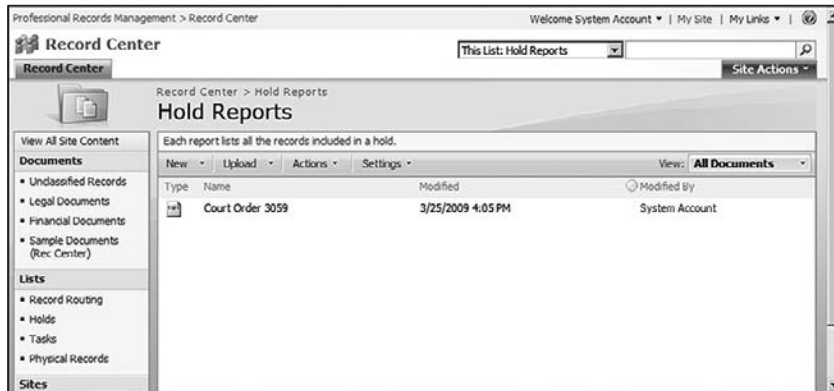 Professional Records Management > Record Center
Welcome System Account | My Site | My Links |
Record Center
This List: Hold Reports
Record Center
Site Actions
Record Center > Hold Reports
Hold Reports
View All Site Content
Each report lists all the records included in a hold.
Documents
New Upload Actions Settings View: All Documents
Type Name Modified Modified By
Court Order 3059 3/25/2009 4:05 PM System Account
Unclassified Records
Legal Documents
Financial Documents
Sample Documents
(Rec Center)
Lists
Record Routing
Holds
Tasks
Physical Records
Sites